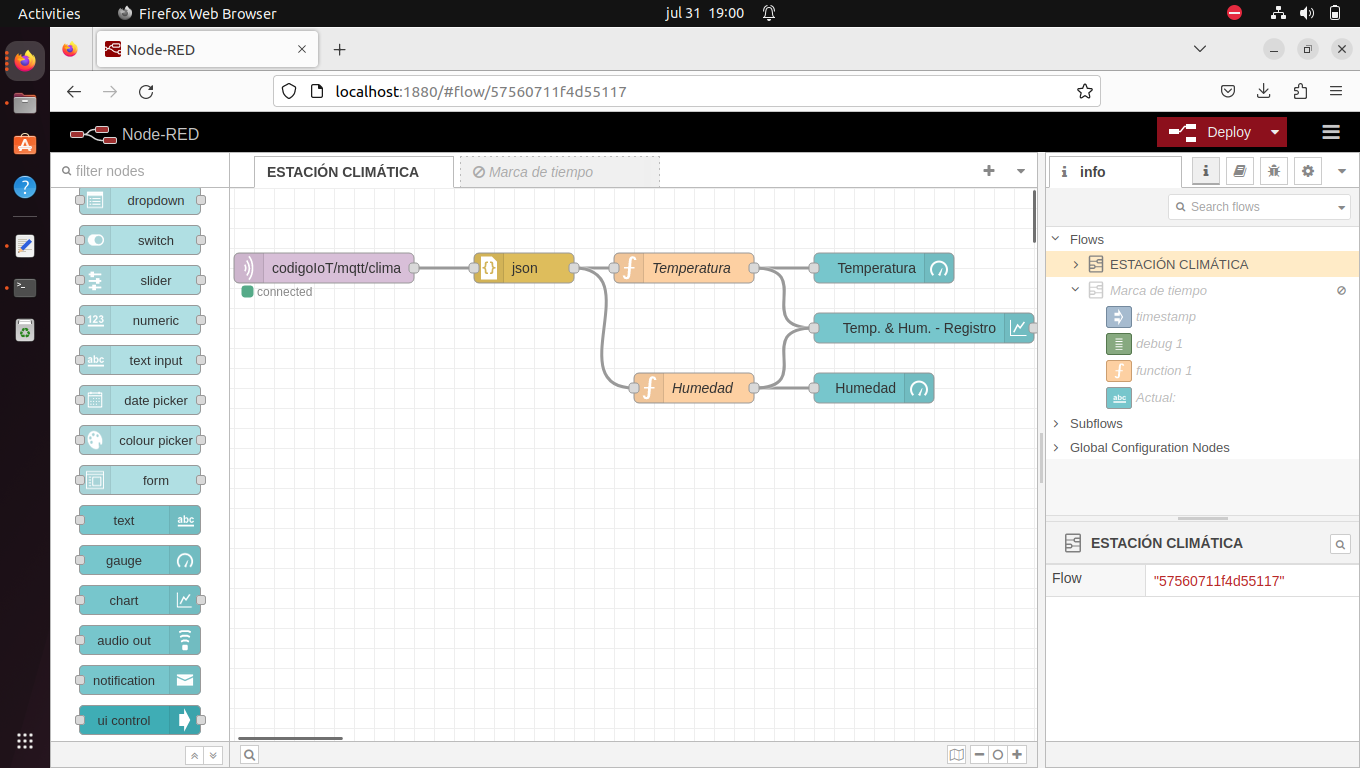 Activities
Firefox Web Browser
jul 31 19:00
Node-RED
localhost:1880/#flow/57560711f4d55117
Node-RED
Deploy
filter nodes
ESTACIÓN CLIMÁTICA
Marca de tiempo
info
Search flows
dropdown
switch
slider
123 numeric
abc text input
date picker
colour picker
form
text abc
gauge
chart
audio out
notification
ui control
codigoIoT/mqtt/clima
connected
json
Temperatura
Temperatura
Temp. & Hum. - Registro
Humedad
Humedad
Flows
ESTACIÓN CLIMÁTICA
Marca de tiempo
timestamp
debug 1
function 1
abc Actual:
Subflows
Global Configuration Nodes
ESTACIÓN CLIMÁTICA
Flow "57560711f4d55117"